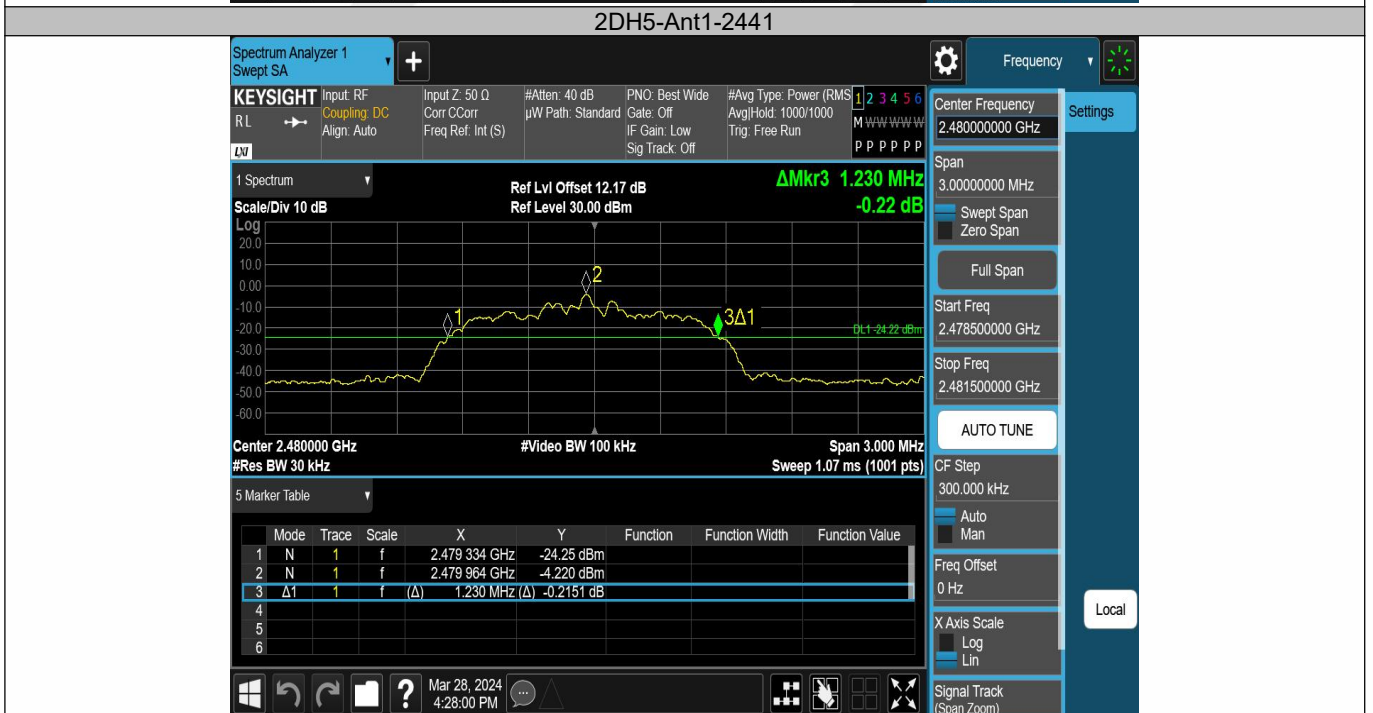 2DH5-Ant1-2441
Spectrum Analyzer 1
Swept SA
+
Frequency
KEYSIGHT
RL
LXI
Input: RF
Coupling: DC
Align: Auto
Input Z: 50 Ω
Corr CCorr
Freq Ref: Int (S)
#Atten: 40 dB
µW Path: Standard
PNO: Best Wide
Gate: Off
IF Gain: Low
Sig Track: Off
#Avg Type: Power (RMS
Avg|Hold: 1000/1000
Trig: Free Run
1 2 3 4 5 6
M W W W W W
P P P P P P
Center Frequency
2.480000000 GHz
Settings
1 Spectrum
Ref Lvl Offset 12.17 dB
ΔMkr3 1.230 MHz
Scale/Div 10 dB
Ref Level 30.00 dBm
-0.22 dB
Log
20.0
10.0
0.00
-10.0
-20.0
-30.0
-40.0
-50.0
-60.0
1
2
3Δ1
DL1 -24.22 dBm
Center 2.480000 GHz
#Video BW 100 kHz
Span 3.000 MHz
#Res BW 30 kHz
Sweep 1.07 ms (1001 pts)
Span
3.00000000 MHz
Swept Span
Zero Span
Full Span
Start Freq
2.478500000 GHz
Stop Freq
2.481500000 GHz
AUTO TUNE
CF Step
300.000 kHz
Auto
Man
Freq Offset
0 Hz
X Axis Scale
Log
Lin
Signal Track
(Span Zoom)
Local
5 Marker Table
Mode Trace Scale X Y Function Function Width Function Value
1 N 1 f 2.479 334 GHz -24.25 dBm
2 N 1 f 2.479 964 GHz -4.220 dBm
3 Δ1 1 f (Δ) 1.230 MHz (Δ) -0.2151 dB
4
5
6
?
Mar 28, 2024
4:28:00 PM